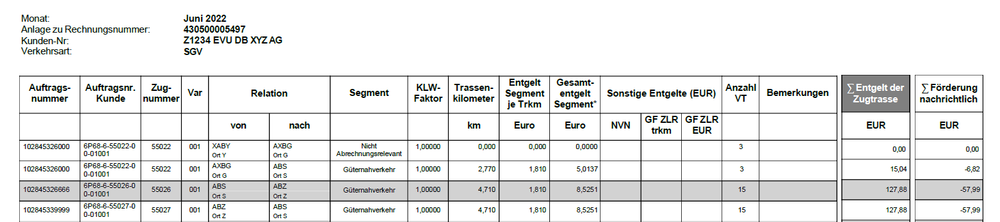 Monat: Juni 2022
Anlage zu Rechnungsnummer: 430500005497
Kunden-Nr: Z1234 EVU DB XYZ AG
Verkehrsart: SGV
Auftrags-nummer Auftragsnr. Kunde Zug-nummer Var Relation Segment KLW-Faktor Trassen-kilometer Entgelt Segment je Trkm Gesamt-entgelt Segment* Sonstige Entgelte (EUR) Anzahl VT Bemerkungen ∑ Entgelt der Zugtrasse ∑ Förderung nachrichtlich
von nach km Euro Euro NVN GF ZLR trkm GF ZLR EUR EUR EUR
102845326000 6P68-6-55022-00-01001 55022 001 XABY Ort Y AXBG Ort G Nicht Abrechnungsrelevant 1,00000 0,000 0,000 0,0000 3 0,00 0,00
102845326000 6P68-6-55022-00-01001 55022 001 AXBG Ort G ABS Ort S Güternahverkehr 1,00000 2,770 1,810 5,0137 3 15,04 -6,82
102845326666 6P68-6-55026-00-01001 55026 001 ABS Ort S ABZ Ort Z Güternahverkehr 1,00000 4,710 1,810 8,5251 15 127,88 -57,99
102845339999 6P68-6-55027-00-01001 55027 001 ABZ Ort Z ABS Ort S Güternahverkehr 1,00000 4,710 1,810 8,5251 15 127,88 -57,99